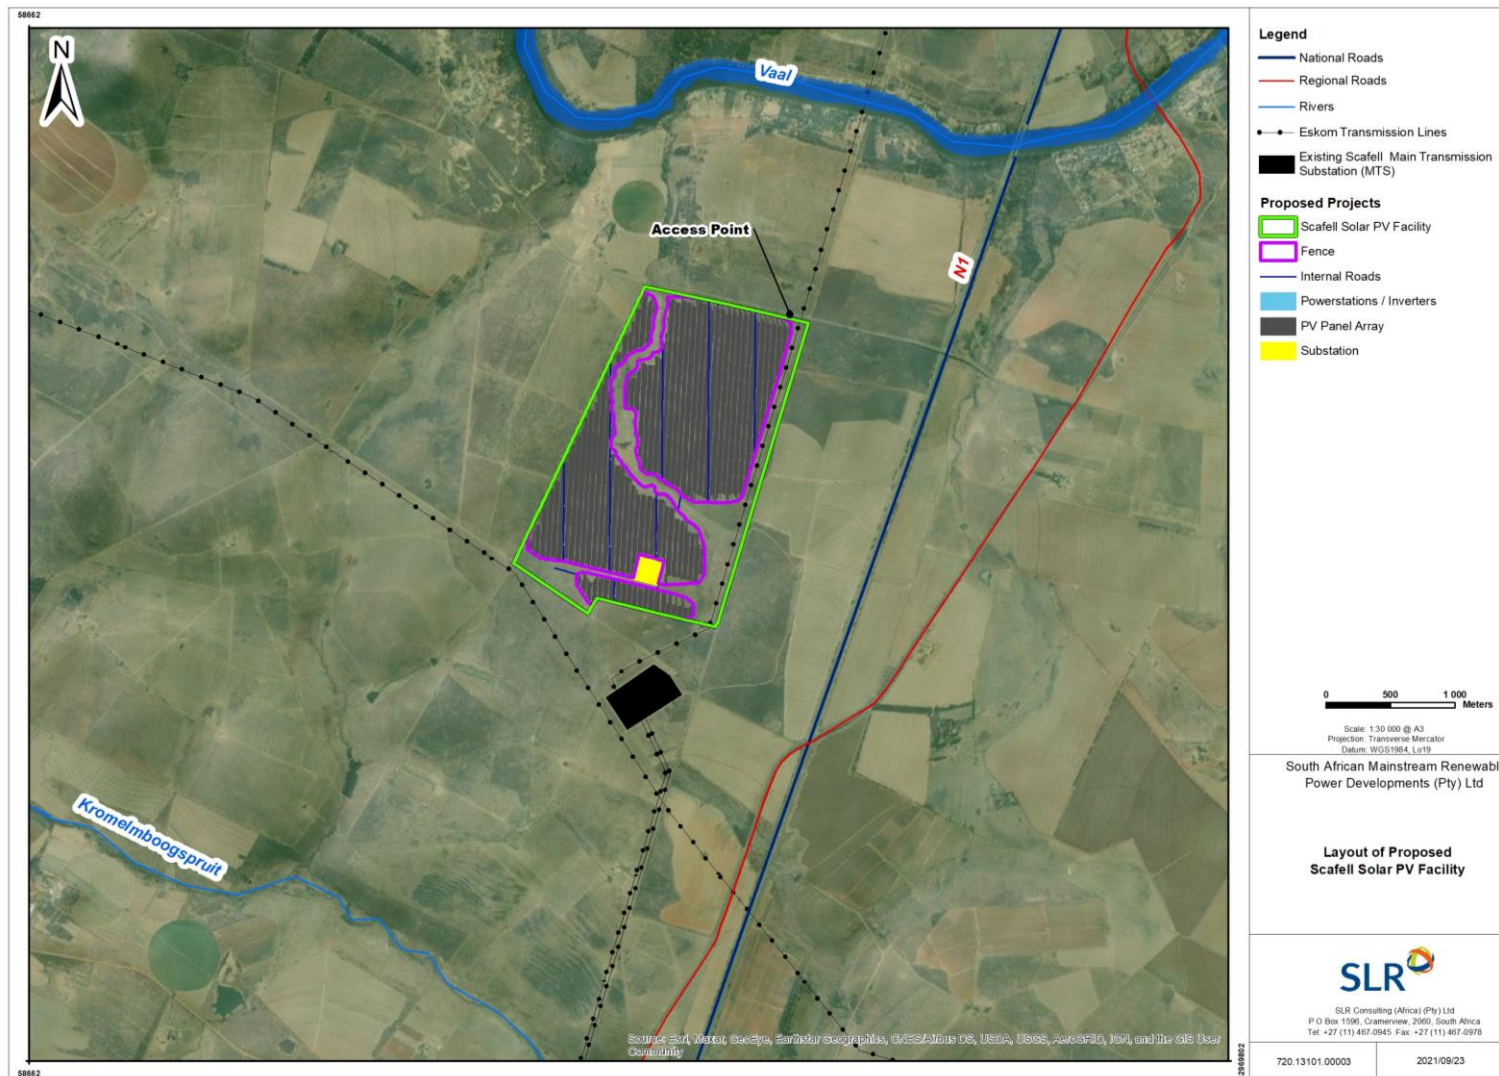 58662
N
Vaal
Access Point
N1
Kromelmboogspruit
Source: Esri, Maxar, GeoEye, Earthstar Geographics, CNES/Airbus DS, USDA, USGS, AeroGRID, IGN, and the GIS User
Community
58662
2969802
Legend
National Roads
Regional Roads
Rivers
Eskom Transmission Lines
Existing Scafell Main Transmission
Substation (MTS)
Proposed Projects
Scafell Solar PV Facility
Fence
Internal Roads
Powerstations / Inverters
PV Panel Array
Substation
0 500 1 000
Meters
Scale: 1:30 000 @ A3
Projection: Transverse Mercator
Datum: WGS1984, Lo19
South African Mainstream Renewabl
Power Developments (Pty) Ltd
Layout of Proposed
Scafell Solar PV Facility
SLR
SLR Consulting (Africa) (Pty) Ltd
P O Box 1596, Cramerview, 2060, South Africa
Tel: +27 (11) 467-0945 Fax: +27 (11) 467-0978
720.13101.00003
2021/09/23